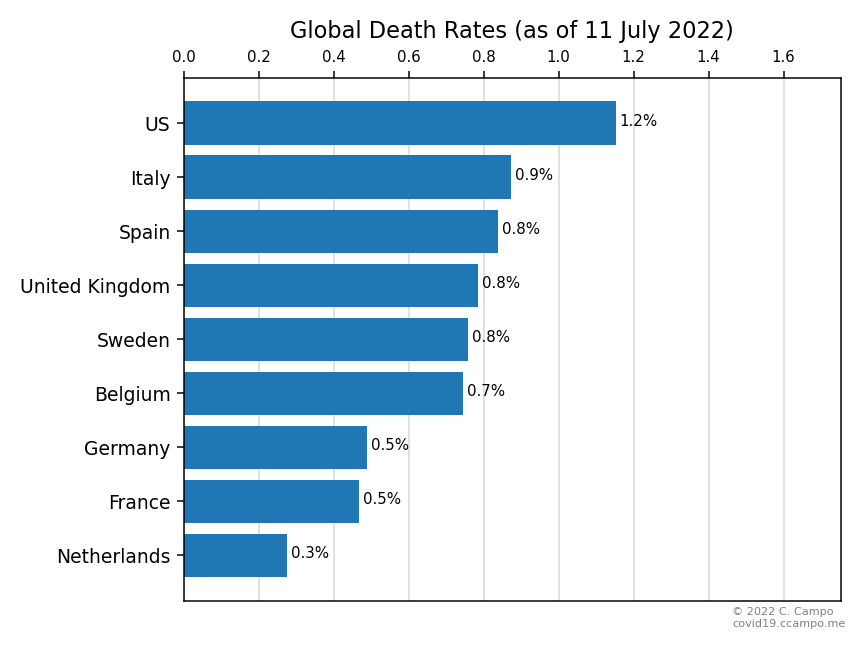 Global Death Rates (as of 11 July 2022)
0.0 0.2 0.4 0.6 0.8 1.0 1.2 1.4 1.6
US 1.2%
Italy 0.9%
Spain 0.8%
United Kingdom 0.8%
Sweden 0.8%
Belgium 0.7%
Germany 0.5%
France 0.5%
Netherlands 0.3%
© 2022 C. Campo
covid19.ccampo.me